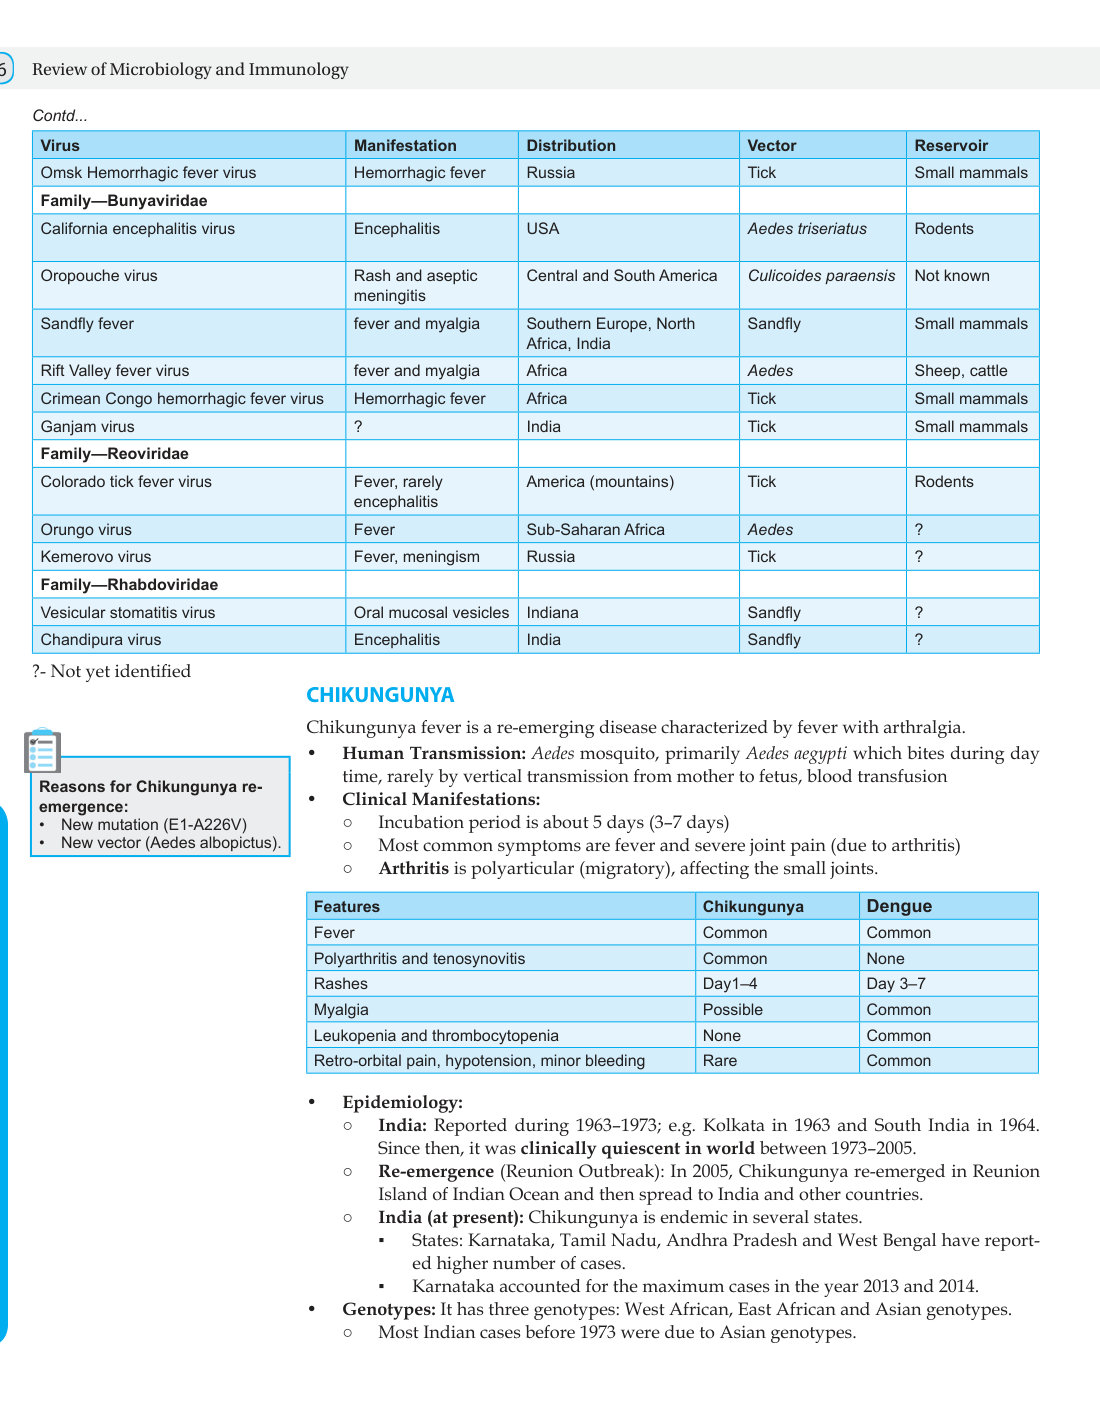 6 Review of Microbiology and Immunology
Contd...
Virus Manifestation Distribution Vector Reservoir
Omsk Hemorrhagic fever virus Hemorrhagic fever Russia Tick Small mammals
Family—Bunyaviridae
California encephalitis virus Encephalitis USA Aedes triseriatus Rodents
Oropouche virus Rash and aseptic Central and South America Culicoides paraensis Not known
meningitis
Sandfly fever fever and myalgia Southern Europe, North Sandfly Small mammals
Africa, India
Rift Valley fever virus fever and myalgia Africa Aedes Sheep, cattle
Crimean Congo hemorrhagic fever virus Hemorrhagic fever Africa Tick Small mammals
Ganjam virus ? India Tick Small mammals
Family—Reoviridae
Colorado tick fever virus Fever, rarely America (mountains) Tick Rodents
encephalitis
Orungo virus Fever Sub-Saharan Africa Aedes ?
Kemerovo virus Fever, meningism Russia Tick ?
Family—Rhabdoviridae
Vesicular stomatitis virus Oral mucosal vesicles Indiana Sandfly ?
Chandipura virus Encephalitis India Sandfly ?
?- Not yet identified
CHIKUNGUNYA
Chikungunya fever is a re-emerging disease characterized by fever with arthralgia.
• Human Transmission: Aedes mosquito, primarily Aedes aegypti which bites during day
time, rarely by vertical transmission from mother to fetus, blood transfusion
• Clinical Manifestations:
○ Incubation period is about 5 days (3–7 days)
○ Most common symptoms are fever and severe joint pain (due to arthritis)
○ Arthritis is polyarticular (migratory), affecting the small joints.
Reasons for Chikungunya re-
emergence:
• New mutation (E1-A226V)
• New vector (Aedes albopictus).
Features Chikungunya Dengue
Fever Common Common
Polyarthritis and tenosynovitis Common None
Rashes Day1–4 Day 3–7
Myalgia Possible Common
Leukopenia and thrombocytopenia None Common
Retro-orbital pain, hypotension, minor bleeding Rare Common
• Epidemiology:
○ India: Reported during 1963–1973; e.g. Kolkata in 1963 and South India in 1964.
Since then, it was clinically quiescent in world between 1973–2005.
○ Re-emergence (Reunion Outbreak): In 2005, Chikungunya re-emerged in Reunion
Island of Indian Ocean and then spread to India and other countries.
○ India (at present): Chikungunya is endemic in several states.
▪ States: Karnataka, Tamil Nadu, Andhra Pradesh and West Bengal have report-
ed higher number of cases.
▪ Karnataka accounted for the maximum cases in the year 2013 and 2014.
• Genotypes: It has three genotypes: West African, East African and Asian genotypes.
○ Most Indian cases before 1973 were due to Asian genotypes.